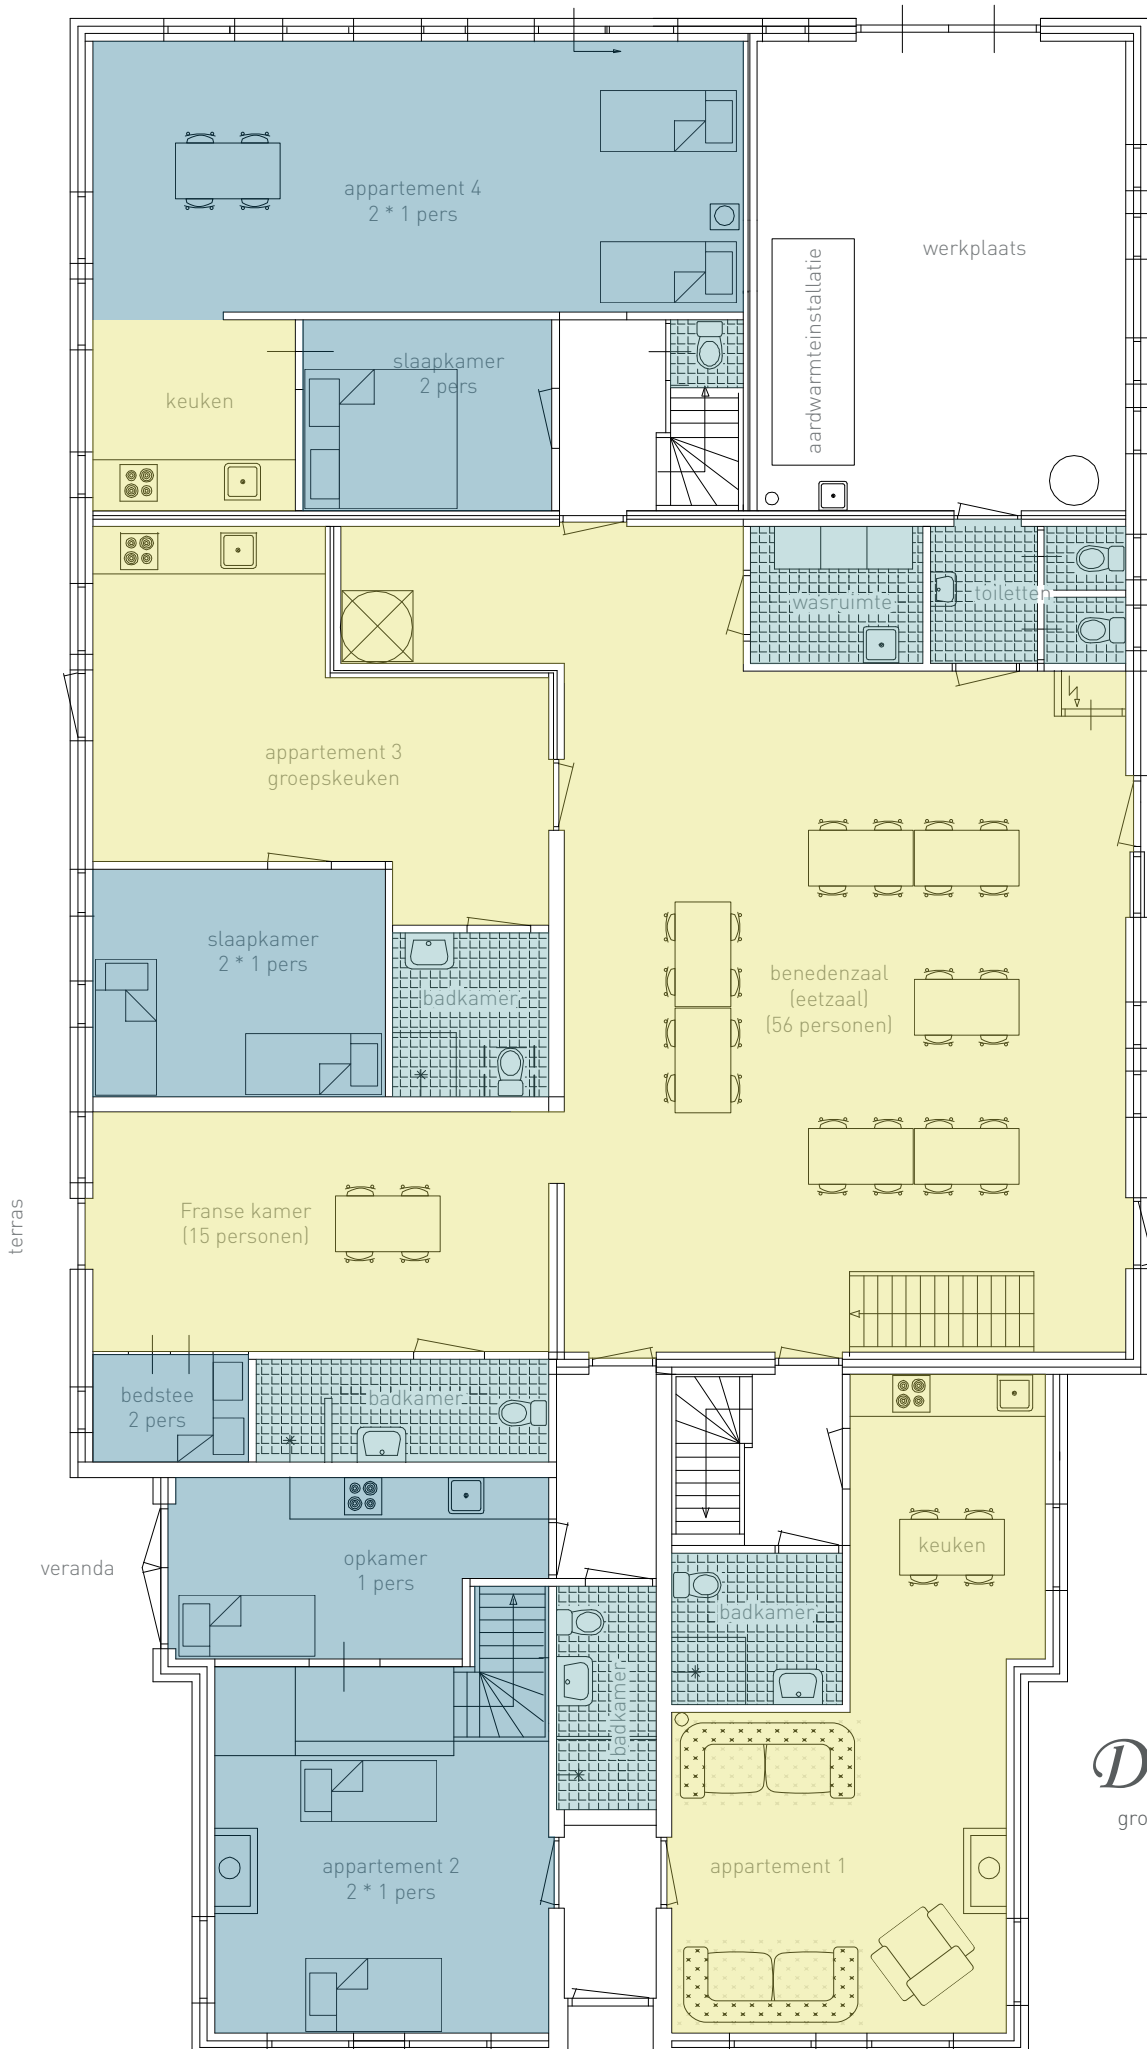 appartement 4
2 * 1 pers
werkplaats
aardwarmteinstallatie
slaapkamer
2 pers
keuken
wasruimte
toiletten
appartement 3
groepskeuken
slaapkamer
2 * 1 pers
badkamer
benedenzaal
(eetzaal)
(56 personen)
terras
Franse kamer
(15 personen)
bedstee
2 pers
badkamer
veranda
opkamer
1 pers
keuken
badkamer
badkamer
appartement 2
2 * 1 pers
appartement 1
D
gro